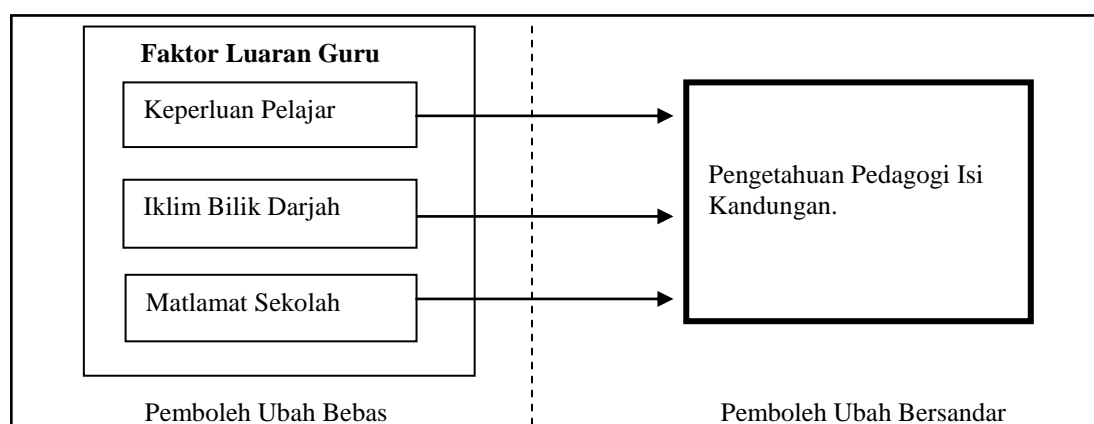 Faktor Luaran Guru
Keperluan Pelajar
Iklim Bilik Darjah
Matlamat Sekolah
Pemboleh Ubah Bebas
Pengetahuan Pedagogi Isi
Kandungan.
Pemboleh Ubah Bersandar